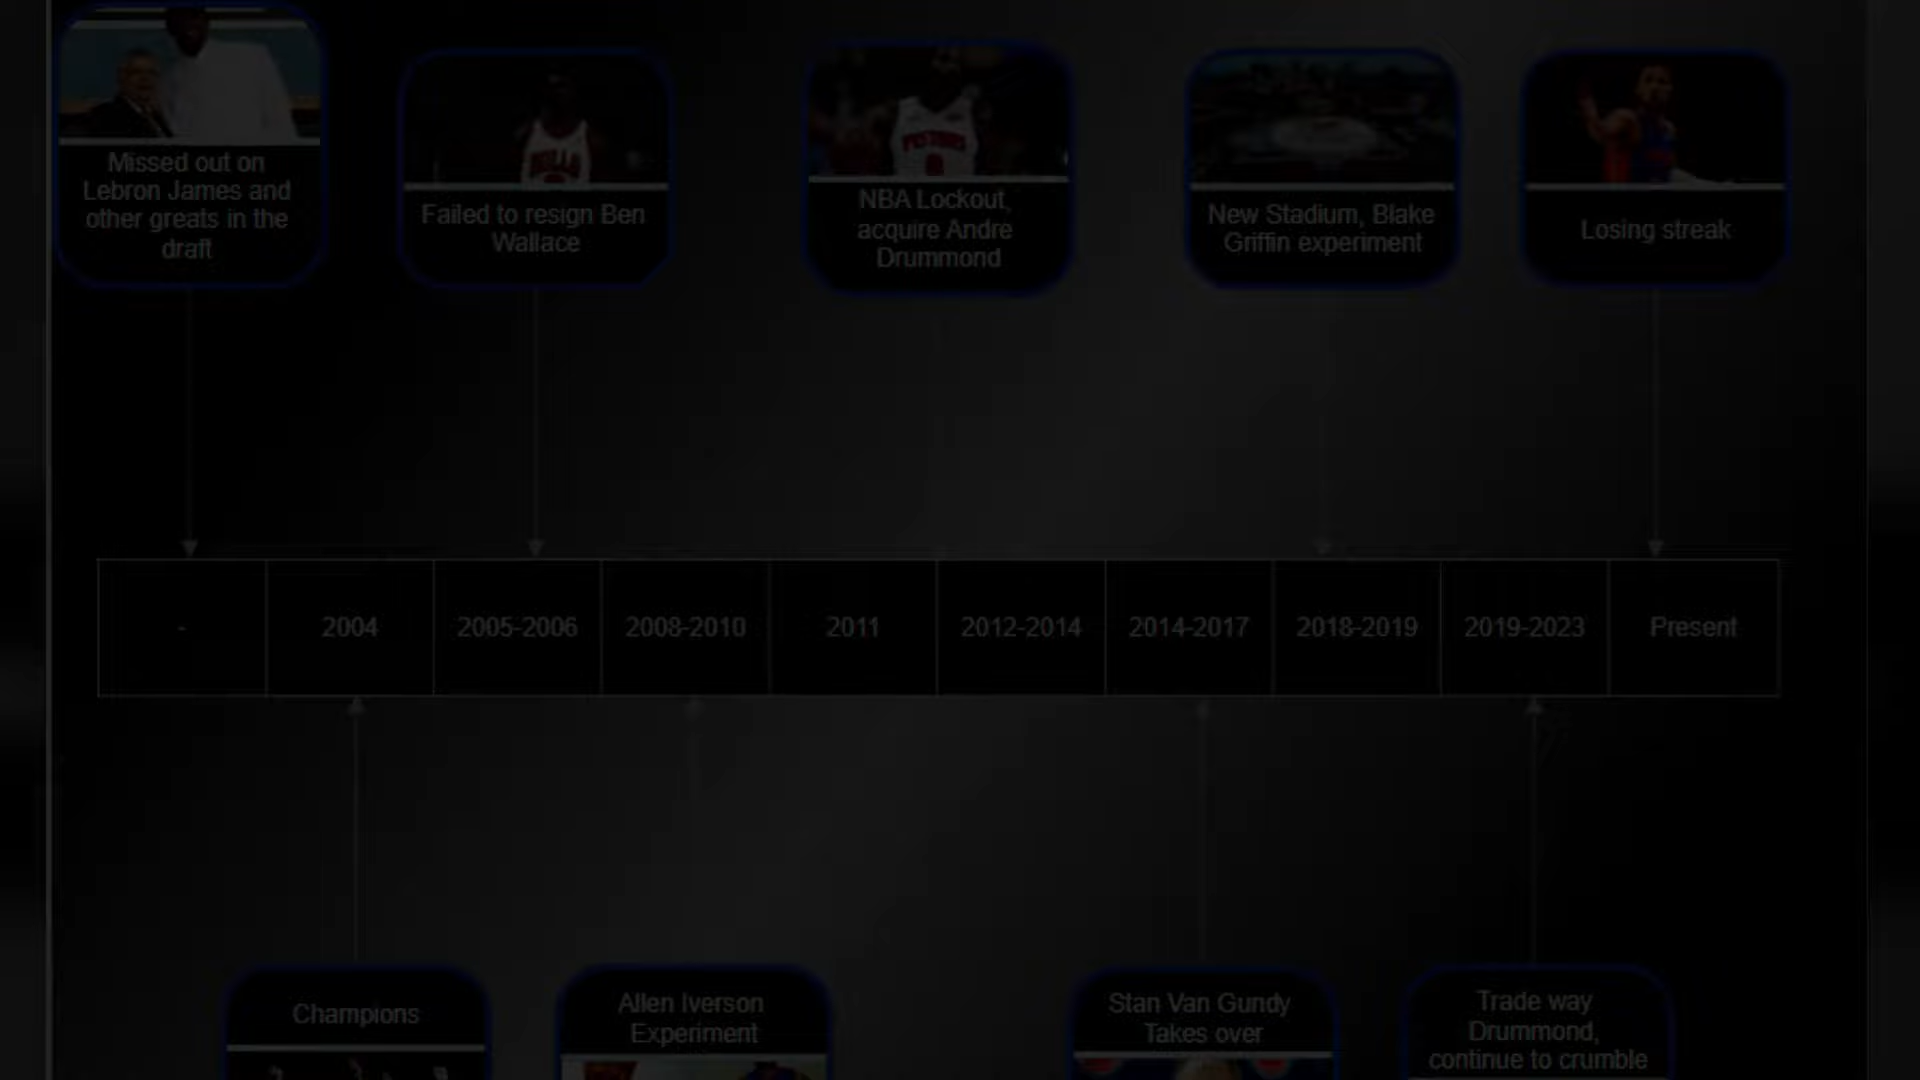 Missed out on
Lebron James and
other greats in the
draft
Failed to resign Ben
Wallace
NBA Lockout,
acquire Andre
Drummond
New Stadium, Blake
Griffin experiment
Losing streak
BULLS
PISTONS
-
2004
2005-2006
2008-2010
2011
2012-2014
2014-2017
2018-2019
2019-2023
Present
Champions
Allen Iverson
Experiment
Stan Van Gundy
Takes over
Trade way
Drummond,
continue to crumble